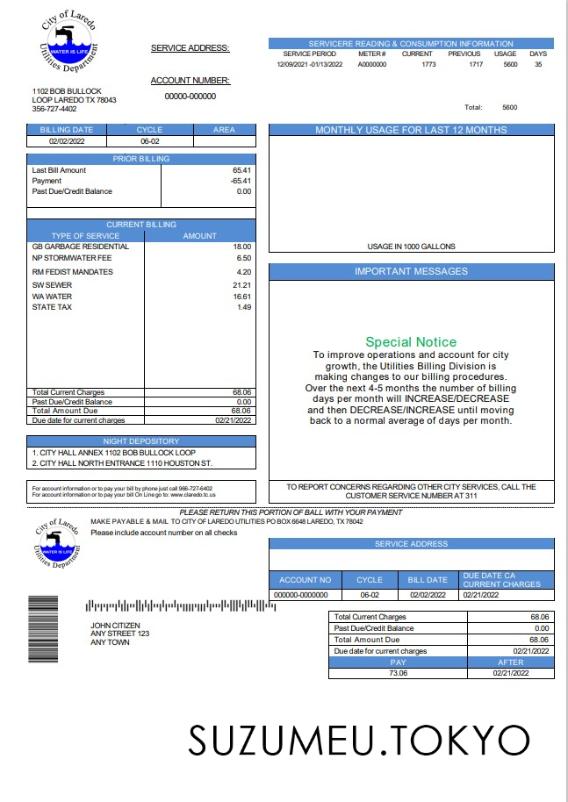 City of Laredo
WATER IS LIFE
Utilities Department
1102 BOB BULLOCK
LOOP LAREDO TX 78043
356-727-4402
SERVICE ADDRESS:
ACCOUNT NUMBER:
00000-000000
SERVICERE READING & CONSUMPTION INFORMATION
SERVICE PERIOD METER # CURRENT PREVIOUS USAGE DAYS
12/09/2021 -01/13/2022 A0000000 1773 1717 5600 35
Total: 5600
BILLING DATE CYCLE AREA
02/02/2022 06-02
PRIOR BILLING
Last Bill Amount 65.41
Payment -65.41
Past Due/Credit Balance 0.00
CURRENT BILLING
TYPE OF SERVICE AMOUNT
GB GARBAGE RESIDENTIAL 18.00
NP STORMWATER FEE 6.50
RM FEDIST MANDATES 4.20
SW SEWER 21.21
WA WATER 16.61
STATE TAX 1.49
Total Current Charges 68.06
Past Due/Credit Balance 0.00
Total Amount Due 68.06
Due date for current charges 02/21/2022
NIGHT DEPOSITORY
1. CITY HALL ANNEX 1102 BOB BULLOCK LOOP
2. CITY HALL NORTH ENTRANCE 1110 HOUSTON ST.
For account information or to pay your bill by phone just call 966-727-6402
For account information or to pay your bill On Line go to: www.claredo.tc.us
MONTHLY USAGE FOR LAST 12 MONTHS
USAGE IN 1000 GALLONS
IMPORTANT MESSAGES
Special Notice
To improve operations and account for city
growth, the Utilities Billing Division is
making changes to our billing procedures.
Over the next 4-5 months the number of billing
days per month will INCREASE/DECREASE
and then DECREASE/INCREASE until moving
back to a normal average of days per month.
TO REPORT CONCERNS REGARDING OTHER CITY SERVICES, CALL THE
CUSTOMER SERVICE NUMBER AT 311
PLEASE RETURN THIS PORTION OF BALL WITH YOUR PAYMENT
MAKE PAYABLE & MAIL TO CITY OF LAREDO UTILITIES PO BOX 6648 LAREDO, TX 78042
Please include account number on all checks
City of Laredo
WATER IS LIFE
Utilities Department
SERVICE ADDRESS
ACCOUNT NO CYCLE BILL DATE DUE DATE CA CURRENT CHARGES
000000-0000000 06-02 02/02/2022 02/21/2022
JOHN CITIZEN
ANY STREET 123
ANY TOWN
Total Current Charges 68.06
Past Due/Credit Balance 0.00
Total Amount Due 68.06
Due date for current charges 02/21/2022
PAY AFTER
73.06 02/21/2022
SUZUMEU.TOKYO